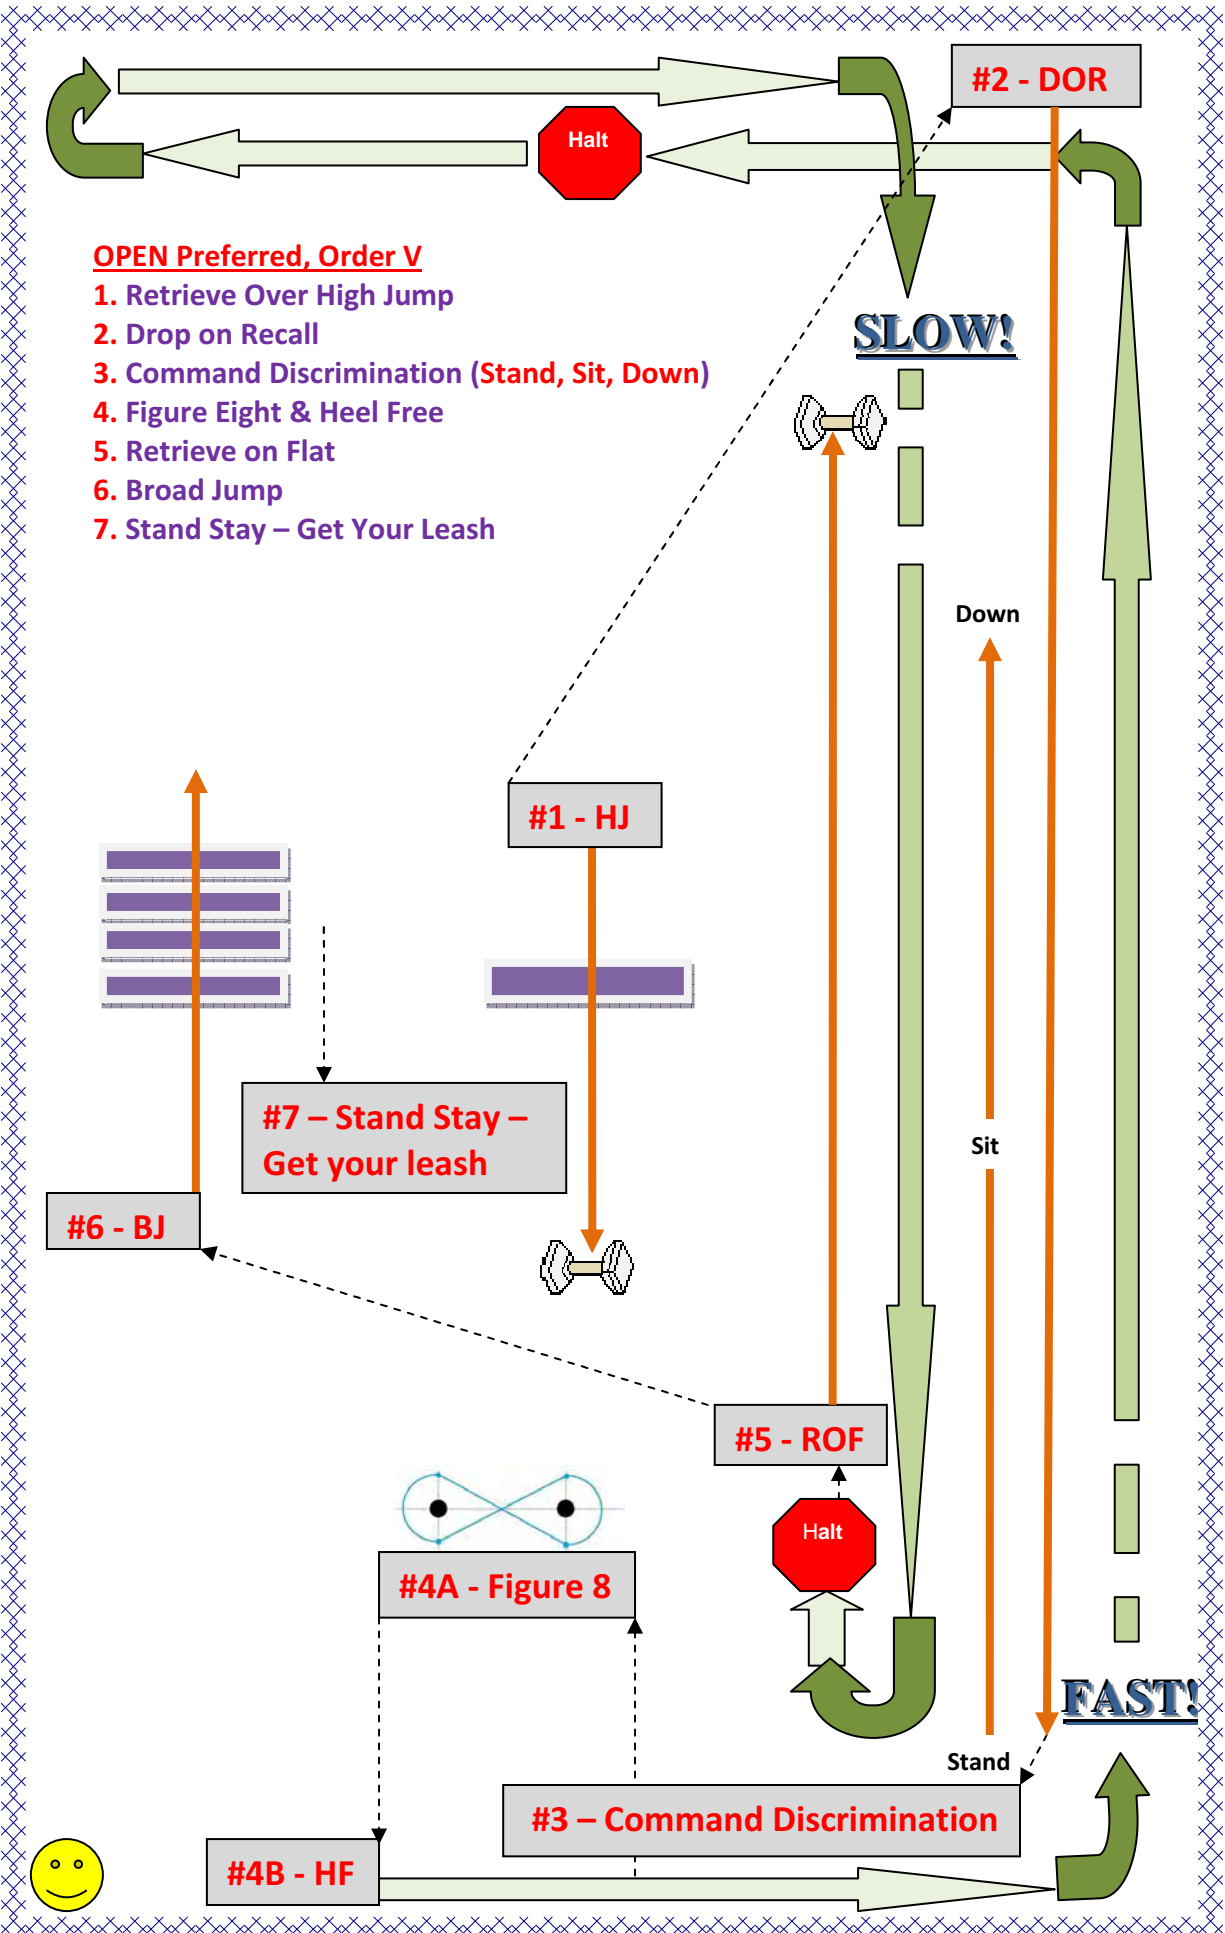 #2 - DOR
Halt
OPEN Preferred, Order V
1. Retrieve Over High Jump
2. Drop on Recall
3. Command Discrimination (Stand, Sit, Down)
4. Figure Eight & Heel Free
5. Retrieve on Flat
6. Broad Jump
7. Stand Stay – Get Your Leash
SLOW!
Down
#1 - HJ
#7 – Stand Stay –
Get your leash
Sit
#6 - BJ
#5 - ROF
Halt
#4A - Figure 8
FAST!
Stand
#3 – Command Discrimination
#4B - HF